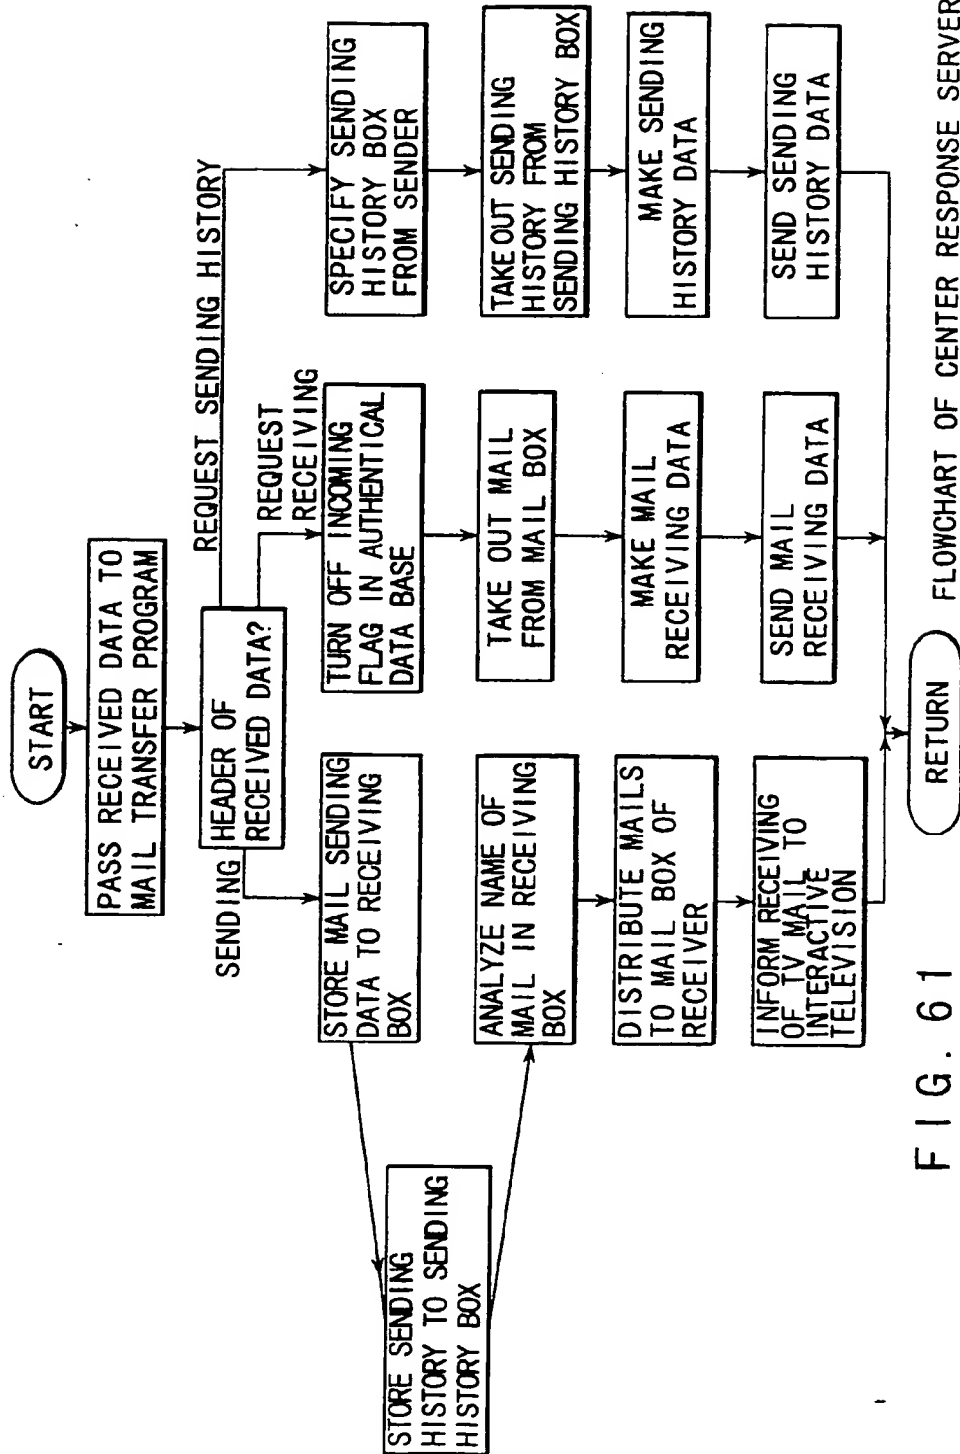 START
PASS RECEIVED DATA TO
MAIL TRANSFER PROGRAM
HEADER OF
RECEIVED DATA?
SENDING
REQUEST SENDING HISTORY
REQUEST
RECEIVING
STORE MAIL SENDING
DATA TO RECEIVING
BOX
STORE SENDING
HISTORY TO SENDING
HISTORY BOX
ANALYZE NAME OF
MAIL IN RECEIVING
BOX
DISTRIBUTE MAILS
TO MAIL BOX OF
RECEIVER
INFORM RECEIVING
OF TV MAIL TO
INTERACTIVE
TELEVISION
TURN OFF INCOMING
FLAG IN AUTHENTICAL
DATA BASE
TAKE OUT MAIL
FROM MAIL BOX
MAKE MAIL
RECEIVING DATA
SEND MAIL
RECEIVING DATA
SPECIFY SENDING
HISTORY BOX
FROM SENDER
TAKE OUT SENDING
HISTORY FROM
SENDING HISTORY BOX
MAKE SENDING
HISTORY DATA
SEND SENDING
HISTORY DATA
RETURN
FIG. 61
FLOWCHART OF CENTER RESPONSE SERVER